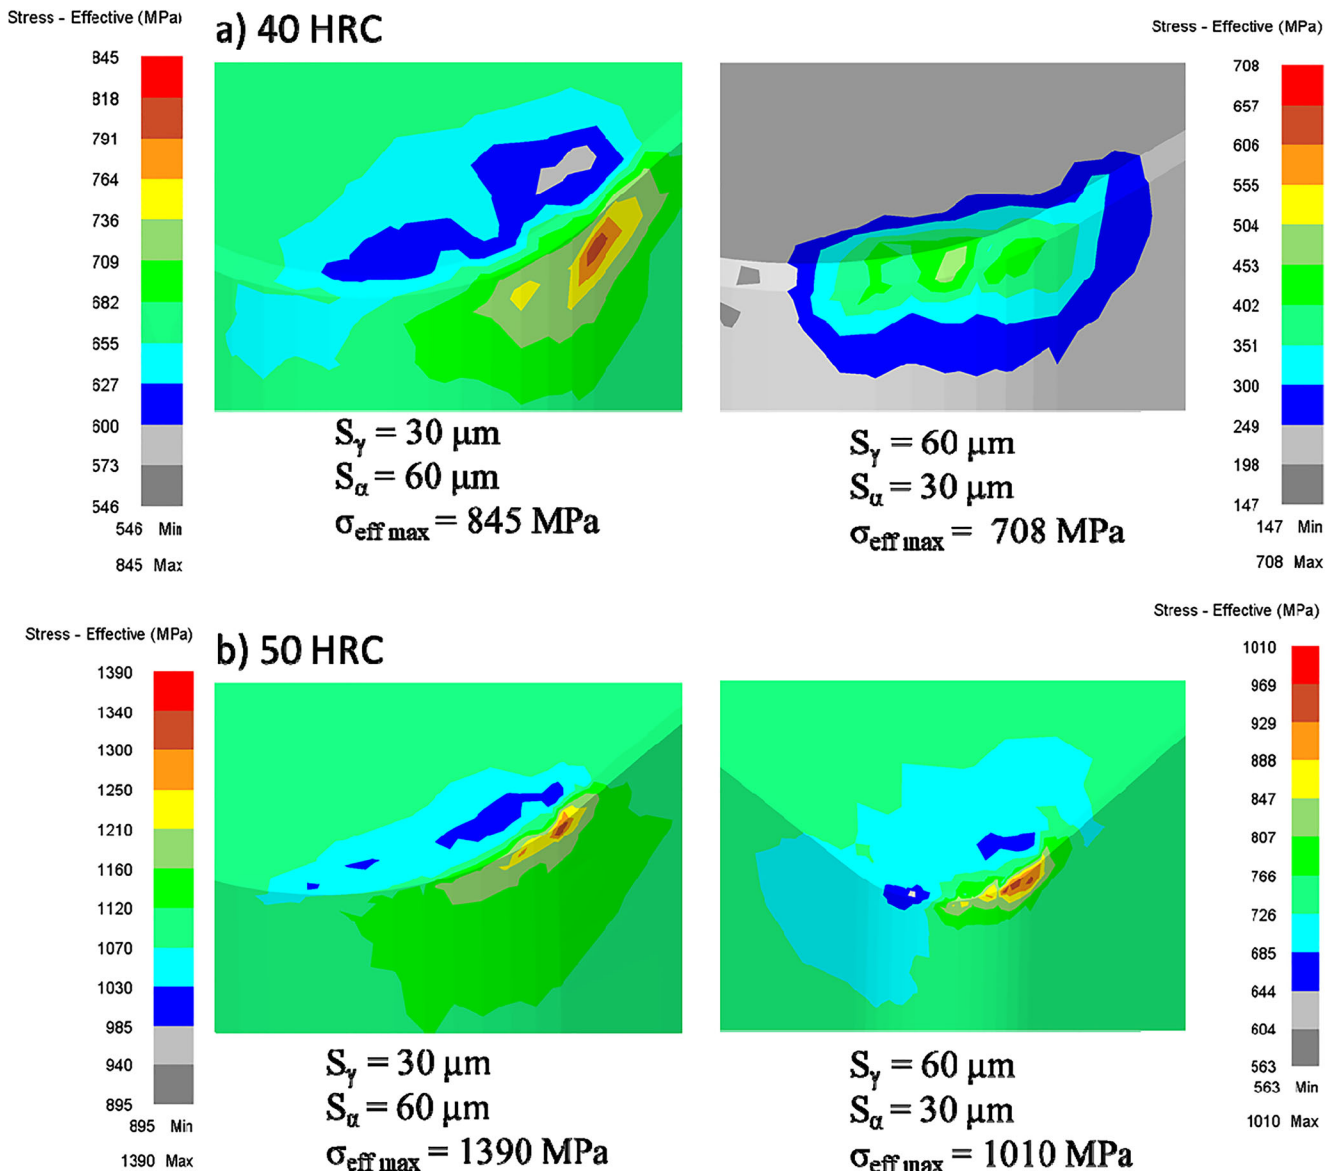 Stress - Effective (MPa)
a) 40 HRC
Stress - Effective (MPa)
845
818
791
764
736
709
682
655
627
600
573
546
546 Min
845 Max
708
657
606
555
504
453
402
351
300
249
198
147
147 Min
708 Max
Sγ = 30 μm
Sα = 60 μm
σeff max = 845 MPa
Sγ = 60 μm
Sα = 30 μm
σeff max = 708 MPa
Stress - Effective (MPa)
b) 50 HRC
Stress - Effective (MPa)
1390
1340
1300
1250
1210
1160
1120
1070
1030
985
940
895
895 Min
1390 Max
1010
969
929
888
847
807
766
726
685
644
604
563
563 Min
1010 Max
Sγ = 30 μm
Sα = 60 μm
σeff max = 1390 MPa
Sγ = 60 μm
Sα = 30 μm
σeff max = 1010 MPa